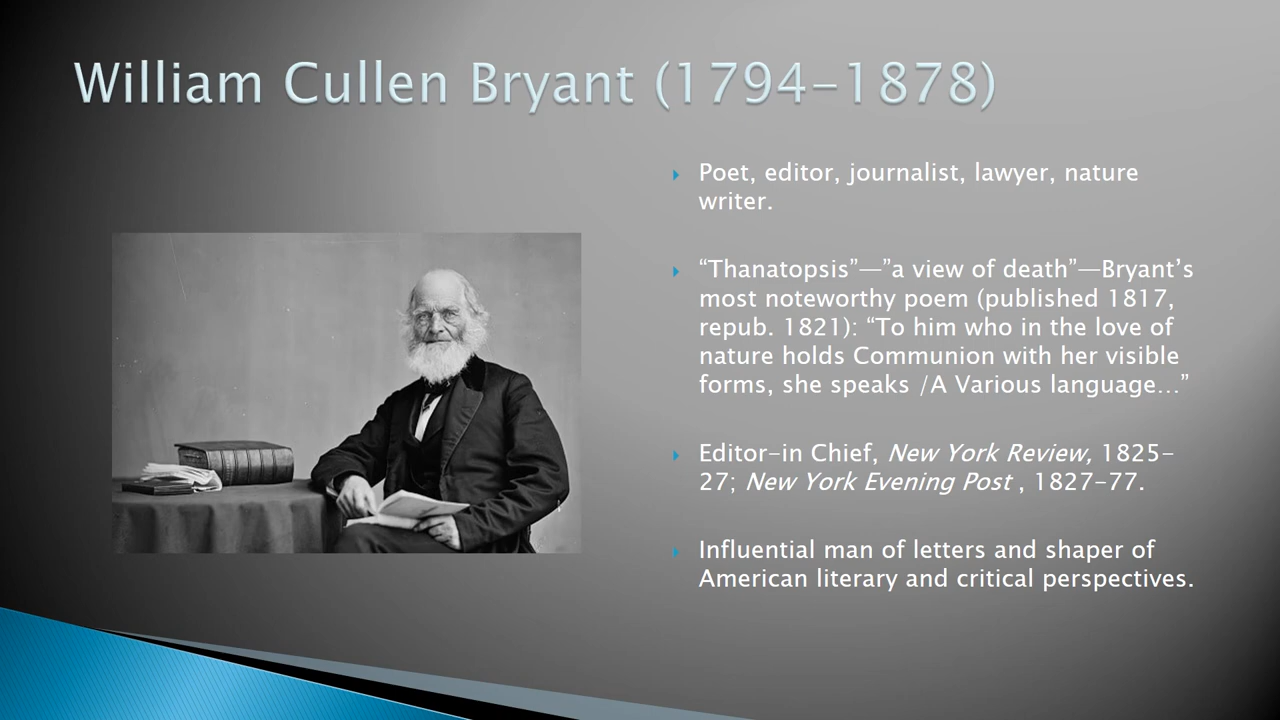 William Cullen Bryant (1794-1878)
Poet, editor, journalist, lawyer, nature
writer.
“Thanatopsis”—”a view of death”—Bryant’s
most noteworthy poem (published 1817,
repub. 1821): “To him who in the love of
nature holds Communion with her visible
forms, she speaks /A Various language…”
Editor-in Chief, New York Review, 1825-
27; New York Evening Post , 1827-77.
Influential man of letters and shaper of
American literary and critical perspectives.